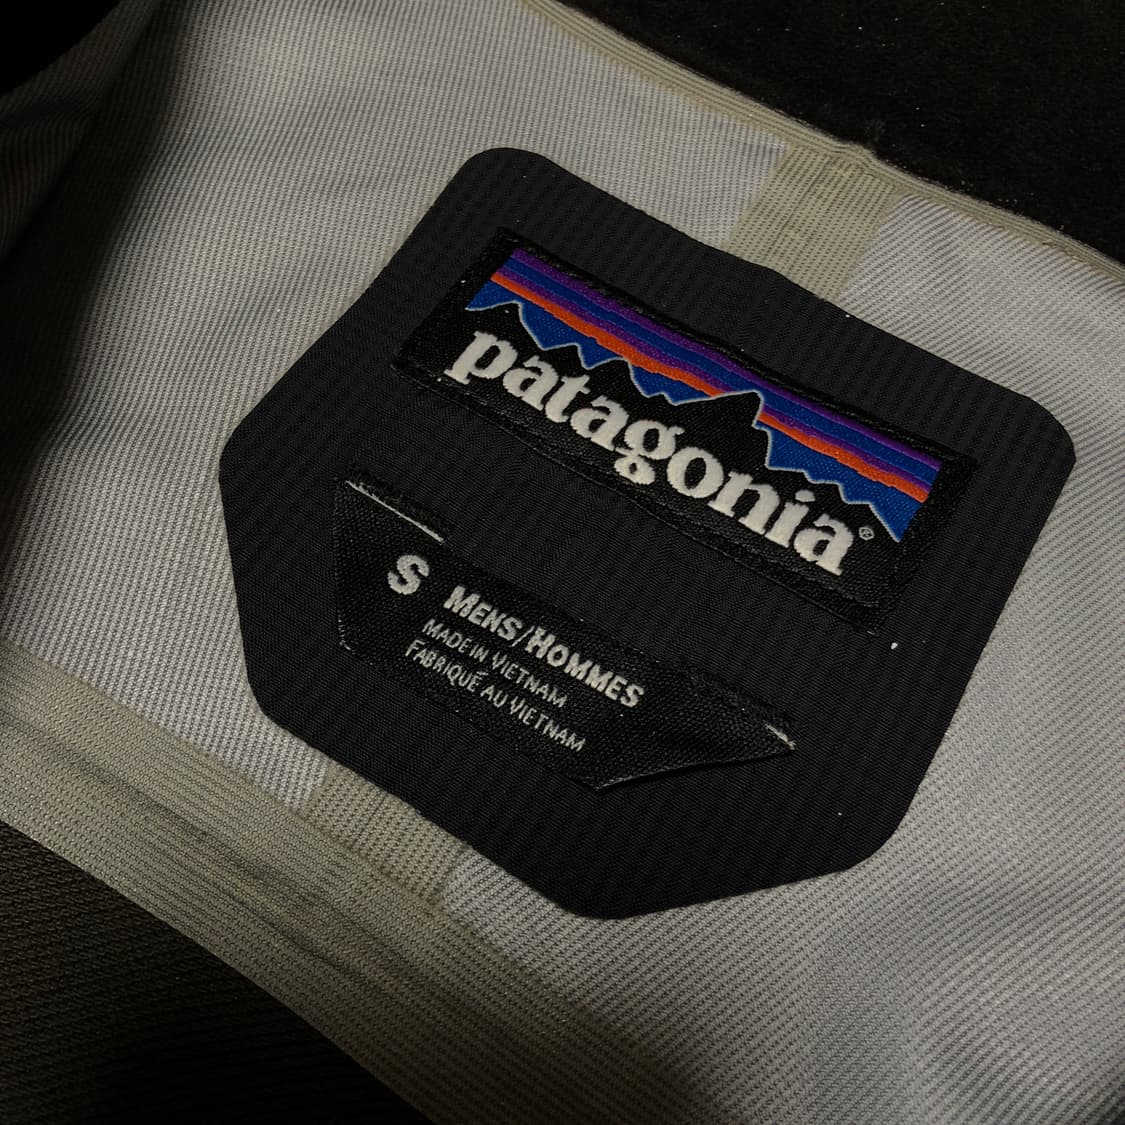 patagonia®
S MENS/HOMMES
MADE IN VIETNAM
FABRIQUÉ AU VIETNAM